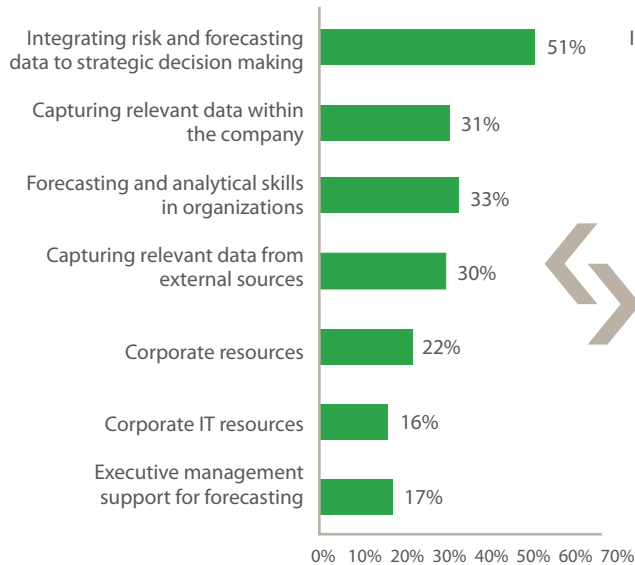 Integrating risk and forecasting
data to strategic decision making
51%
Capturing relevant data within
the company
31%
Forecasting and analytical skills
in organizations
33%
Capturing relevant data from
external sources
30%
Corporate resources
22%
Corporate IT resources
16%
Executive management
support for forecasting
17%
0% 10% 20% 30% 40% 50% 60% 70%